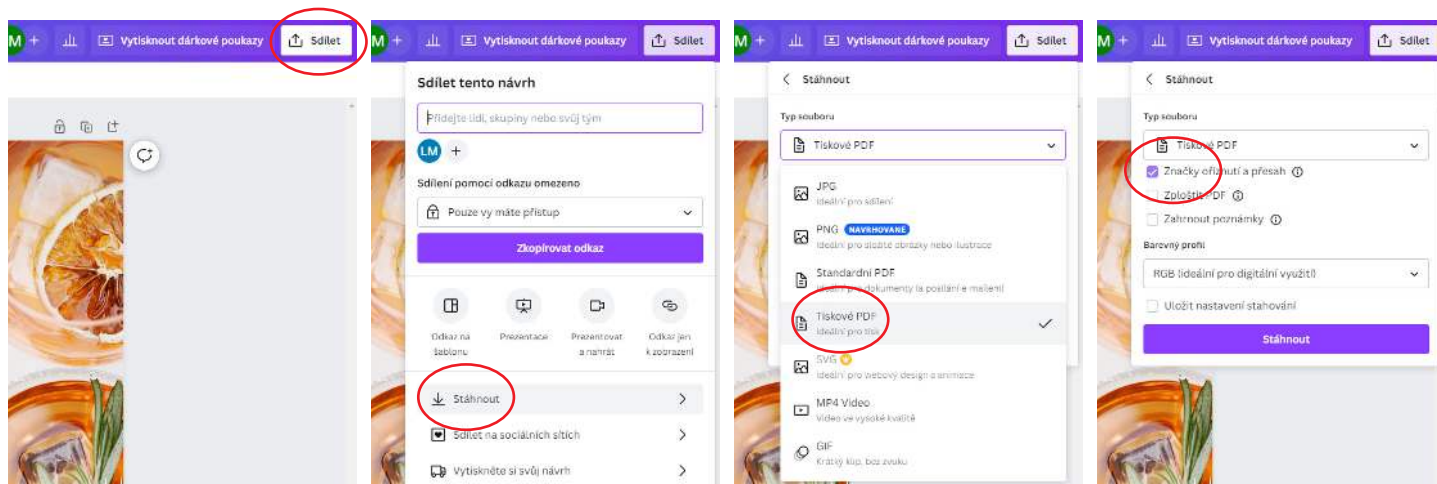 M +
Vytisknout dárkové poukazy
Sdílet
M +
Vytisknout dárkové poukazy
Sdílet
Sdílet tento návrh
Přidejte lidi, skupiny nebo svůj tým
LM +
Sdílení pomocí odkazu omezeno
Pouze vy máte přístup
Zkopírovat odkaz
Odkaz na
šablonu
Prezentace
Prezentovat
a nahrát
Odkaz jen
k zobrazení
Stáhnout
Sdílet na sociálních sítích
Vytiskněte si svůj návrh
M +
Vytisknout dárkové poukazy
Sdílet
Stáhnout
Typ souboru
Tiskové PDF
JPG
Ideální pro sdílení
PNG NAVRHOVANÉ
Ideální pro složité obrázky nebo ilustrace
Standardní PDF
Ideální pro dokumenty (a posílání e-mailem)
Tiskové PDF
Ideální pro tisk
SVG
Ideální pro webový design a animace
MP4 Video
Video ve vysoké kvalitě
GIF
Krátký klip, bez zvuku
M +
Vytisknout dárkové poukazy
Sdílet
Stáhnout
Typ souboru
Tiskové PDF
Značky oříznutí a přesah
Zploštit PDF
Zahrnout poznámky
Barevný profil
RGB (ideální pro digitální využití)
Uložit nastavení stahování
Stáhnout